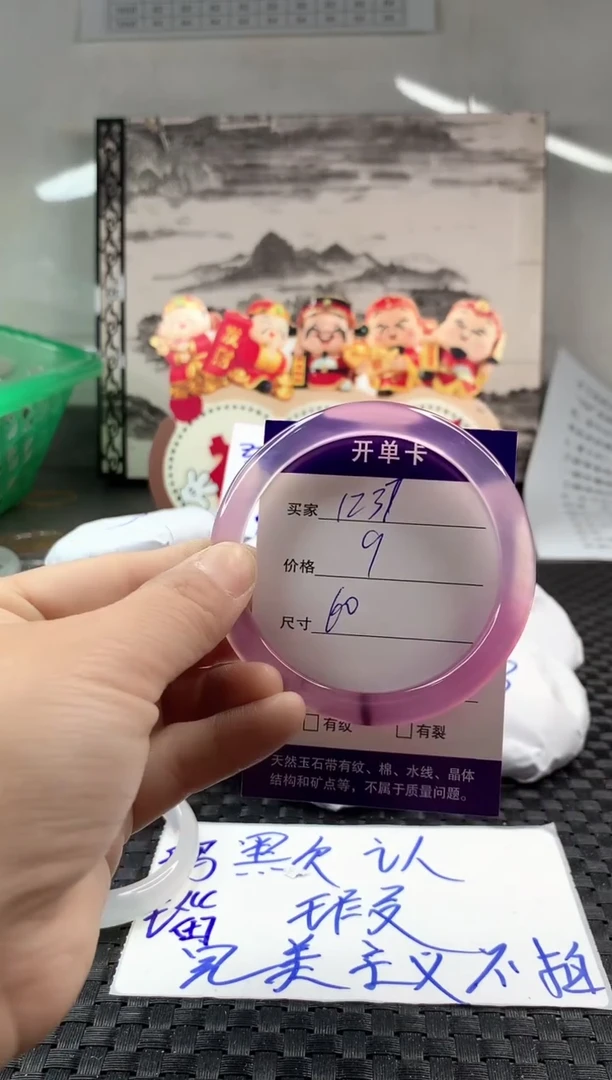 开单卡
买家 1237
价格 9
尺寸 60
有纹
有裂
天然玉石带有纹、棉、水线、晶体
结构和矿点等，不属于质量问题。
玛 默认
瑙 瑕
完美主义不拍